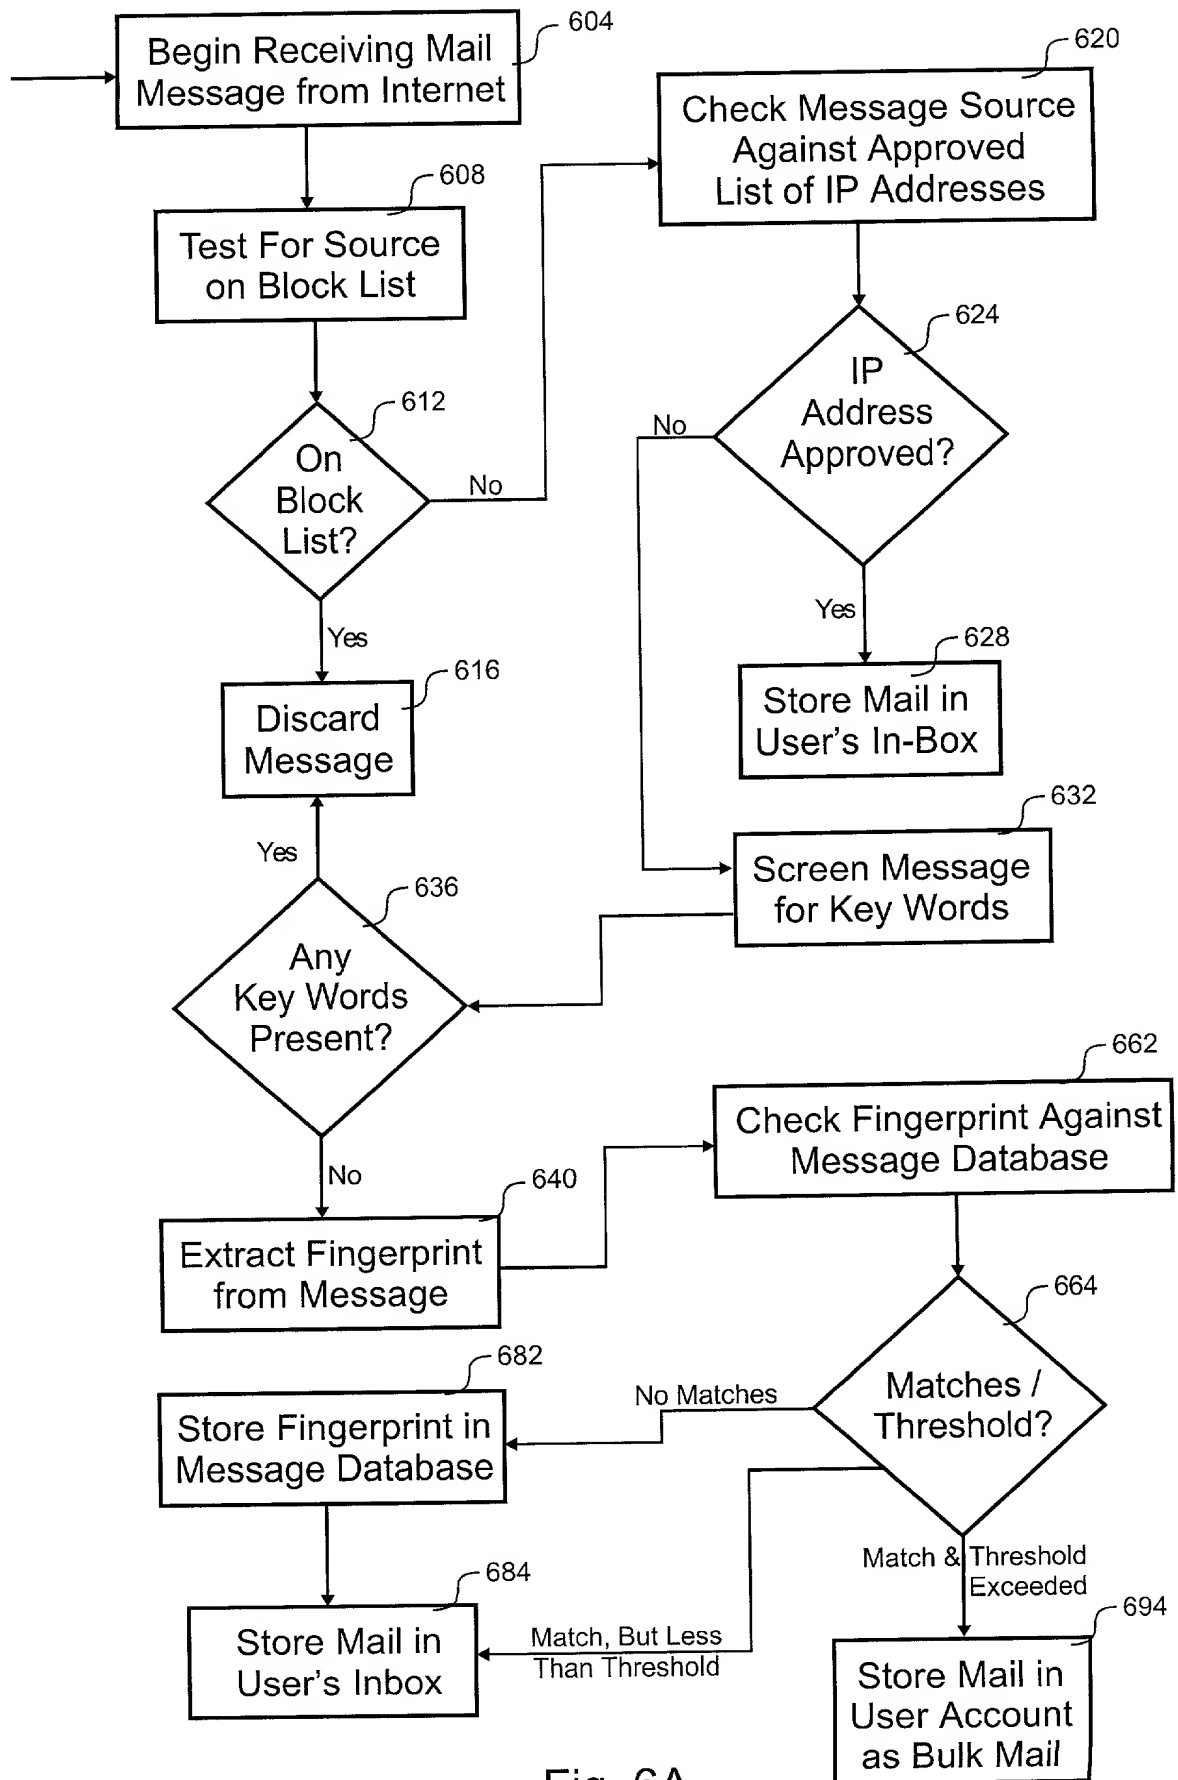 604
Begin Receiving Mail
Message from Internet
608
Test For Source
on Block List
612
On
Block
List?
No
Yes
616
Discard
Message
620
Check Message Source
Against Approved
List of IP Addresses
624
IP
Address
Approved?
No
Yes
628
Store Mail in
User's In-Box
632
Screen Message
for Key Words
636
Any
Key Words
Present?
Yes
No
640
Extract Fingerprint
from Message
662
Check Fingerprint Against
Message Database
664
Matches /
Threshold?
No Matches
682
Store Fingerprint in
Message Database
684
Store Mail in
User's Inbox
Match, But Less
Than Threshold
Match & Threshold
Exceeded
694
Store Mail in
User Account
as Bulk Mail
Fig. 6A